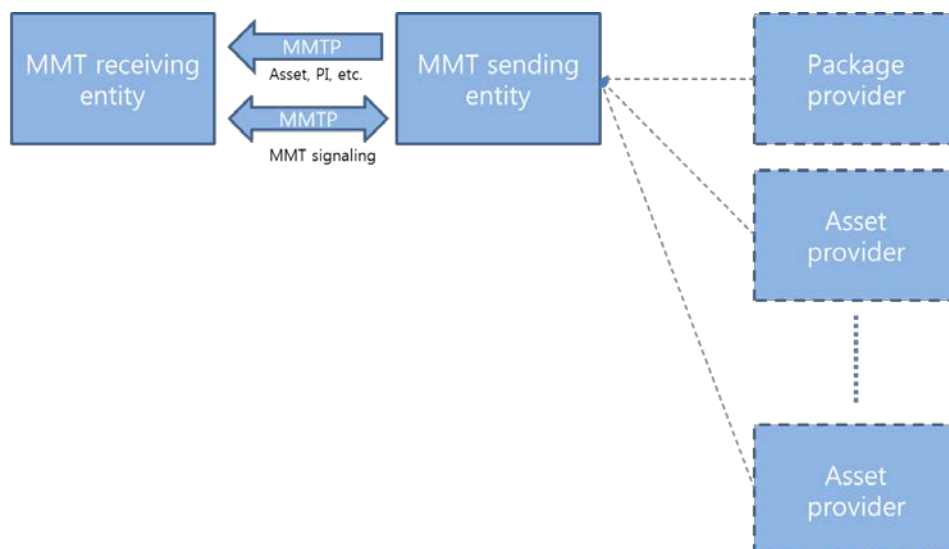 MMT receiving
entity
MMTP
Asset, PI, etc.
MMTP
MMT signaling
MMT sending
entity
Package
provider
Asset
provider
Asset
provider